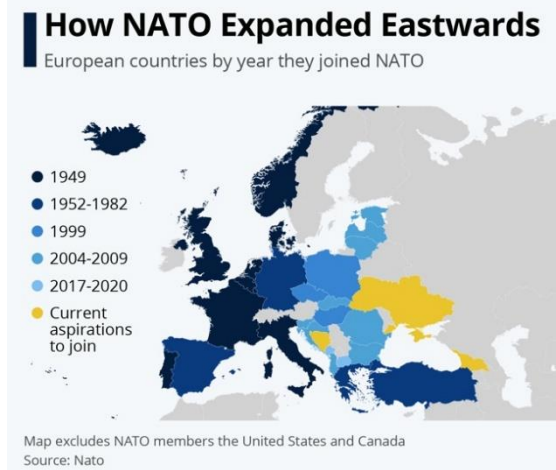 How NATO Expanded Eastwards
European countries by year they joined NATO
1949
1952-1982
1999
2004-2009
2017-2020
Current
aspirations
to join
Map excludes NATO members the United States and Canada
Source: Nato